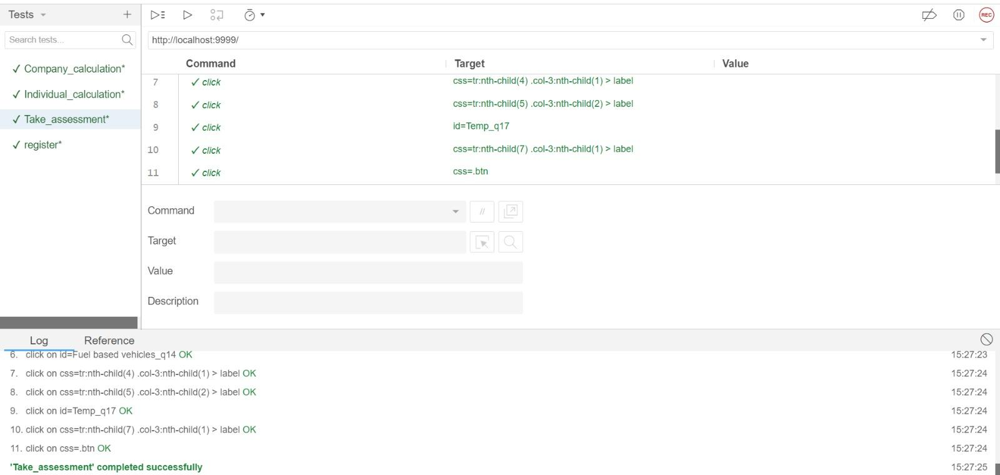 Tests
Search tests...
✓ Company_calculation*
✓ Individual_calculation*
✓ Take_assessment*
✓ register*
REC
http://localhost:9999/
Command Target Value
7 ✓ click css=tr:nth-child(4) .col-3:nth-child(1) > label
8 ✓ click css=tr:nth-child(5) .col-3:nth-child(2) > label
9 ✓ click id=Temp_q17
10 ✓ click css=tr:nth-child(7) .col-3:nth-child(1) > label
11 ✓ click css=.btn
Command //
Target
Value
Description
Log Reference
6. click on id=Fuel based vehicles_q14 OK 15:27:23
7. click on css=tr:nth-child(4) .col-3:nth-child(1) > label OK 15:27:24
8. click on css=tr:nth-child(5) .col-3:nth-child(2) > label OK 15:27:24
9. click on id=Temp_q17 OK 15:27:24
10. click on css=tr:nth-child(7) .col-3:nth-child(1) > label OK 15:27:24
11. click on css=.btn OK 15:27:24
'Take_assessment' completed successfully 15:27:25